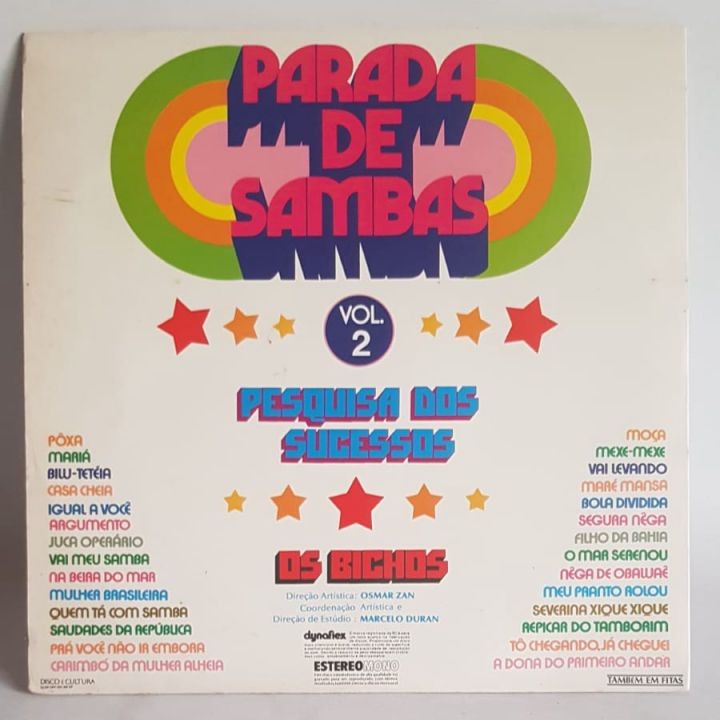 PARADA
DE
SAMBAS
VOL.
2
PESQUISA DOS
SUCESSOS
PÔXA
MARIÁ
BILU-TETÉIA
CASA CHEIA
IGUAL A VOCÊ
ARGUMENTO
JUCA OPERÁRIO
VAI MEU SAMBA
NA BEIRA DO MAR
MULHER BRASILEIRA
QUEM TÁ COM SAMBA
SAUDADES DA REPÚBLICA
PRÁ VOCÊ NÃO IR EMBORA
CARIMBÓ DA MULHER ALHEIA
MOÇA
MEXE-MEXE
VAI LEVANDO
MARÉ MANSA
BOLA DIVIDIDA
SEGURA NÊGA
FILHO DA BAHIA
O MAR SERENOU
NÊGA DE OBALUAÊ
MEU PRANTO ROLOU
SEVERINA XIQUE XIQUE
REPICAR DO TAMBORIM
TÔ CHEGANDO,JÁ CHEGUEI
A DONA DO PRIMEIRO ANDAR
OS BICHOS
Direção Artística: OSMAR ZAN
Coordenação Artística e
Direção de Estúdio : MARCELO DURAN
dynaflex
ESTEREO MONO
DISCO É CULTURA
TAMBÉM EM FITAS